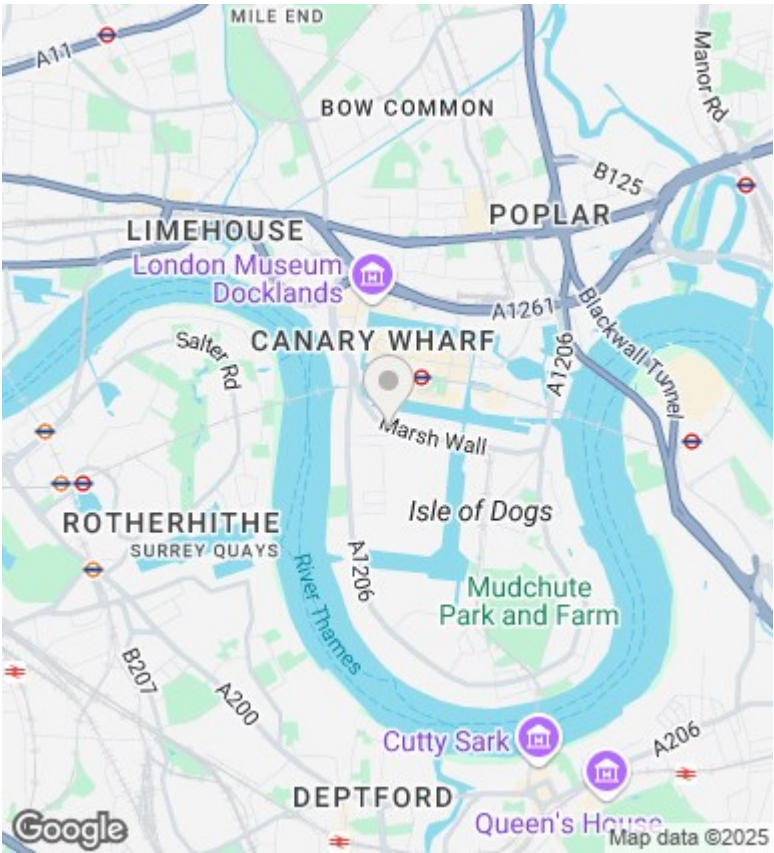 MILE END
A11
Manor Rd
BOW COMMON
B125
POPLAR
LIMEHOUSE
London Museum
Docklands
A1261
Blackwall Tunnel
CANARY WHARF
Salter Rd
A1206
Marsh Wall
Isle of Dogs
ROTHERHITHE
SURREY QUAYS
A1206
River Thames
Mudchute
Park and Farm
B207
A200
Cutty Sark
A206
DEPTFORD
Queen's House
Google
Map data ©2025